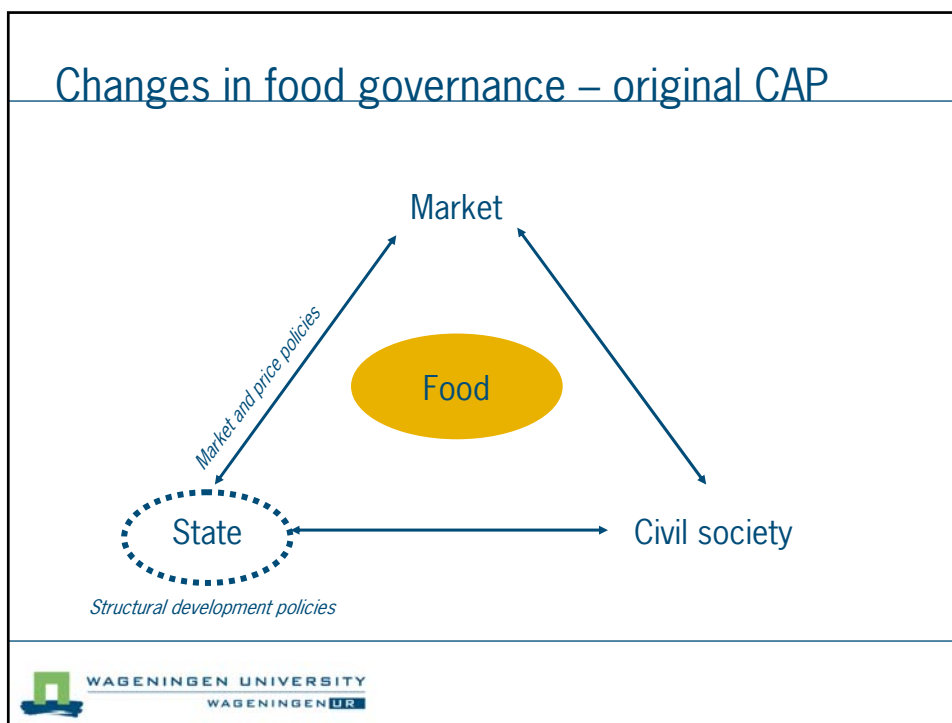 Changes in food governance – original CAP
Market
Market and price policies
Food
State
Civil society
Structural development policies
WAGENINGEN UNIVERSITY
WAGENINGEN UR